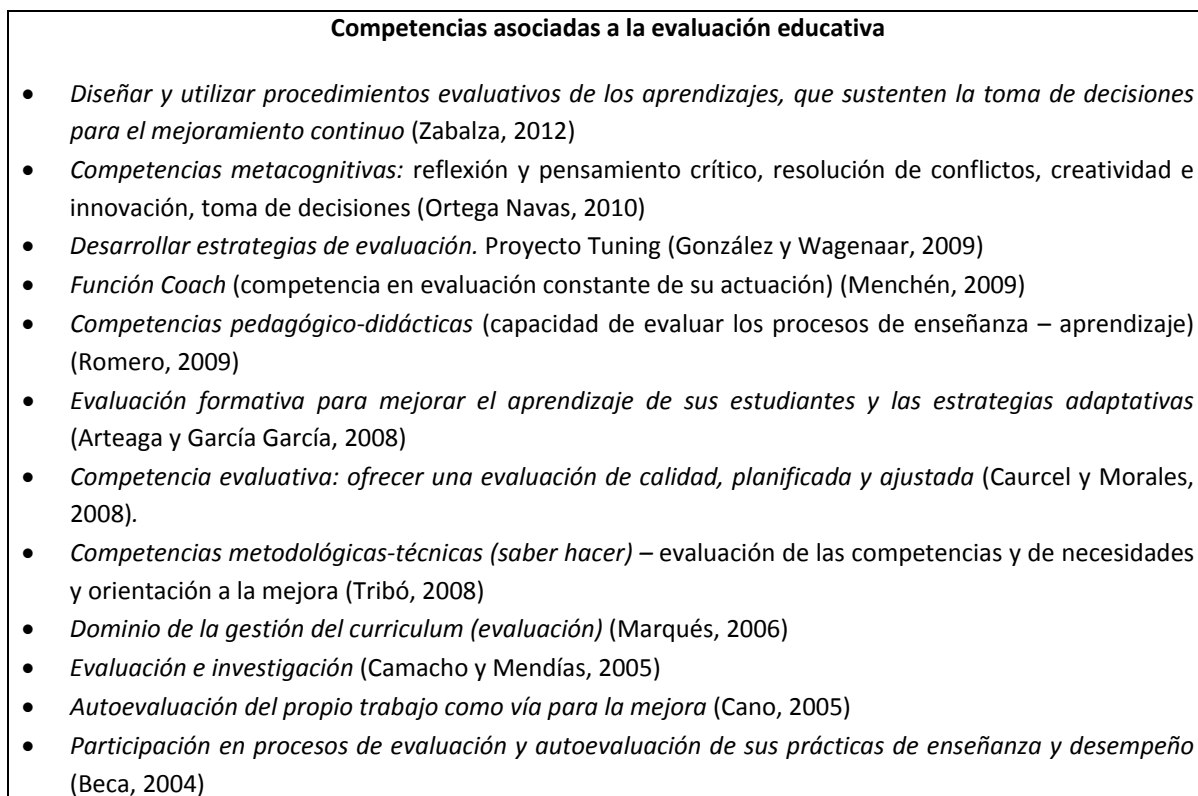 Competencias asociadas a la evaluación educativa
• Diseñar y utilizar procedimientos evaluativos de los aprendizajes, que sustenten la toma de decisiones
para el mejoramiento continuo (Zabalza, 2012)
• Competencias metacognitivas: reflexión y pensamiento crítico, resolución de conflictos, creatividad e
innovación, toma de decisiones (Ortega Navas, 2010)
• Desarrollar estrategias de evaluación. Proyecto Tuning (González y Wagenaar, 2009)
• Función Coach (competencia en evaluación constante de su actuación) (Menchén, 2009)
• Competencias pedagógico-didácticas (capacidad de evaluar los procesos de enseñanza – aprendizaje)
(Romero, 2009)
• Evaluación formativa para mejorar el aprendizaje de sus estudiantes y las estrategias adaptativas
(Arteaga y García García, 2008)
• Competencia evaluativa: ofrecer una evaluación de calidad, planificada y ajustada (Caurcel y Morales,
2008).
• Competencias metodológicas-técnicas (saber hacer) – evaluación de las competencias y de necesidades
y orientación a la mejora (Tribó, 2008)
• Dominio de la gestión del curriculum (evaluación) (Marqués, 2006)
• Evaluación e investigación (Camacho y Mendías, 2005)
• Autoevaluación del propio trabajo como vía para la mejora (Cano, 2005)
• Participación en procesos de evaluación y autoevaluación de sus prácticas de enseñanza y desempeño
(Beca, 2004)